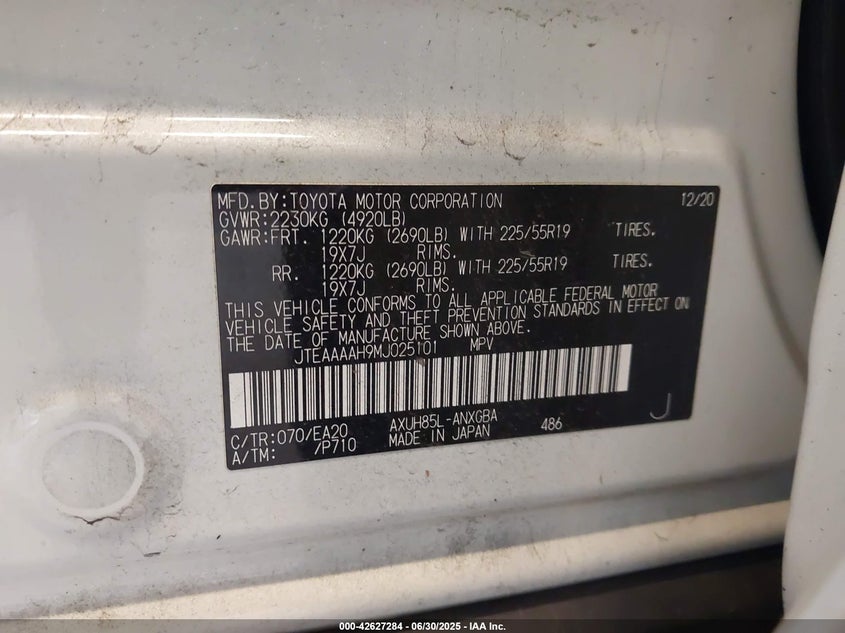 MFD.BY:TOYOTA MOTOR CORPORATION 12/20
GVWR:2230KG (4920LB)
GAWR:FRT. 1220KG (2690LB) WITH 225/55R19 TIRES.
19X7J RIMS.
RR. 1220KG (2690LB) WITH 225/55R19 TIRES.
19X7J RIMS.
THIS VEHICLE CONFORMS TO ALL APPLICABLE FEDERAL MOTOR
VEHICLE SAFETY AND THEFT PREVENTION STANDARDS IN EFFECT ON
THE DATE OF MANUFACTURE SHOWN ABOVE.
JTEAAAAH9MJ025101 MPV
C/TR:070/EA20 AXUH85L-ANXGBA 486 J
A/TM: /P710 MADE IN JAPAN
000-42627284 - 06/30/2025 - IAA Inc.